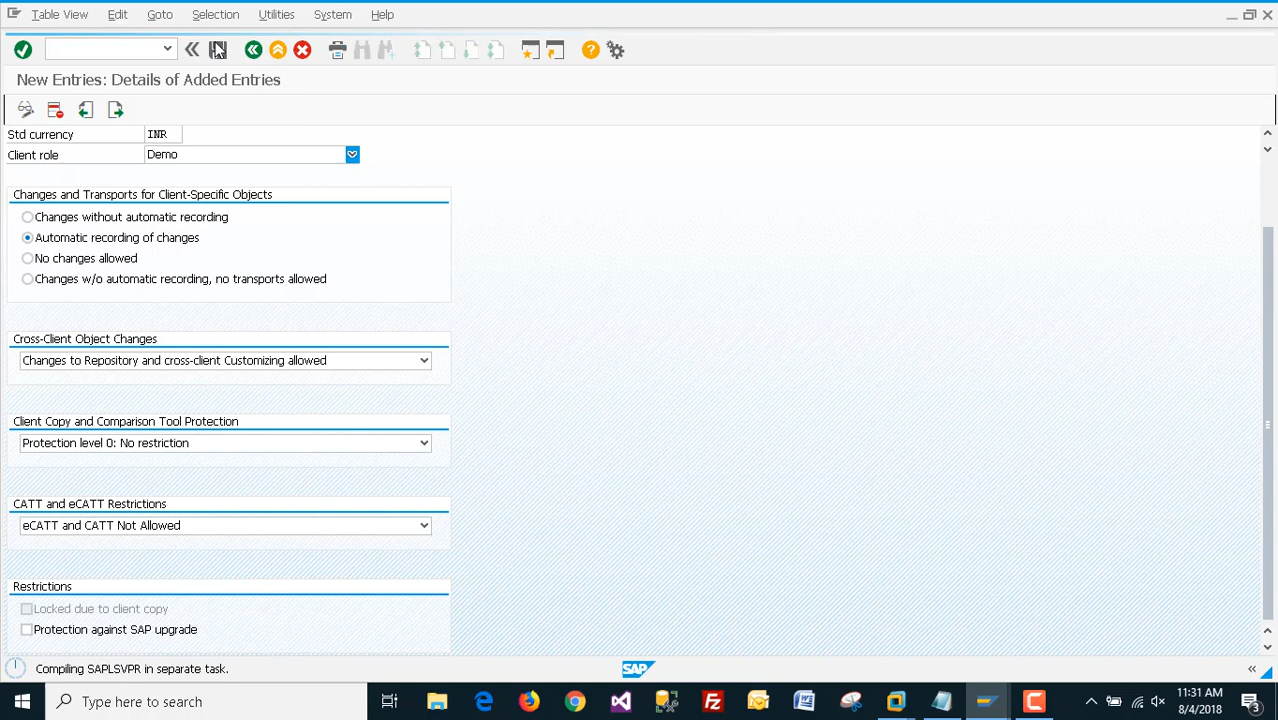 Table View Edit Goto Selection Utilities System Help
New Entries: Details of Added Entries
Std currency INR
Client role Demo
Changes and Transports for Client-Specific Objects
Changes without automatic recording
Automatic recording of changes
No changes allowed
Changes w/o automatic recording, no transports allowed
Cross-Client Object Changes
Changes to Repository and cross-client Customizing allowed
Client Copy and Comparison Tool Protection
Protection level 0: No restriction
CATT and eCATT Restrictions
eCATT and CATT Not Allowed
Restrictions
Locked due to client copy
Protection against SAP upgrade
Compiling SAPLSVPR in separate task.
SAP
Type here to search
11:31 AM
8/4/2018
3